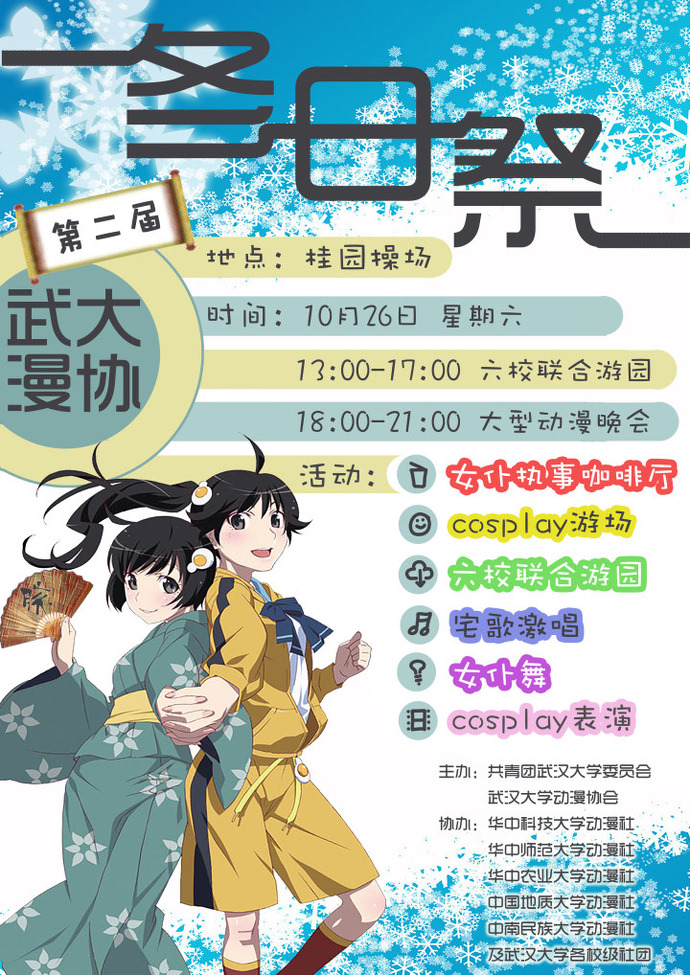 冬日祭
第二届
武大
漫协
地点：桂园操场
时间：10月26日 星期六
13:00-17:00 六校联合游园
18:00-21:00 大型动漫晚会
活动：
女仆执事咖啡厅
cosplay游场
六校联合游园
宅歌激唱
女仆舞
cosplay表演
主办：共青团武汉大学委员会
武汉大学动漫协会
协办：华中科技大学动漫社
华中师范大学动漫社
华中农业大学动漫社
中国地质大学动漫社
中南民族大学动漫社
及武汉大学各校级社团